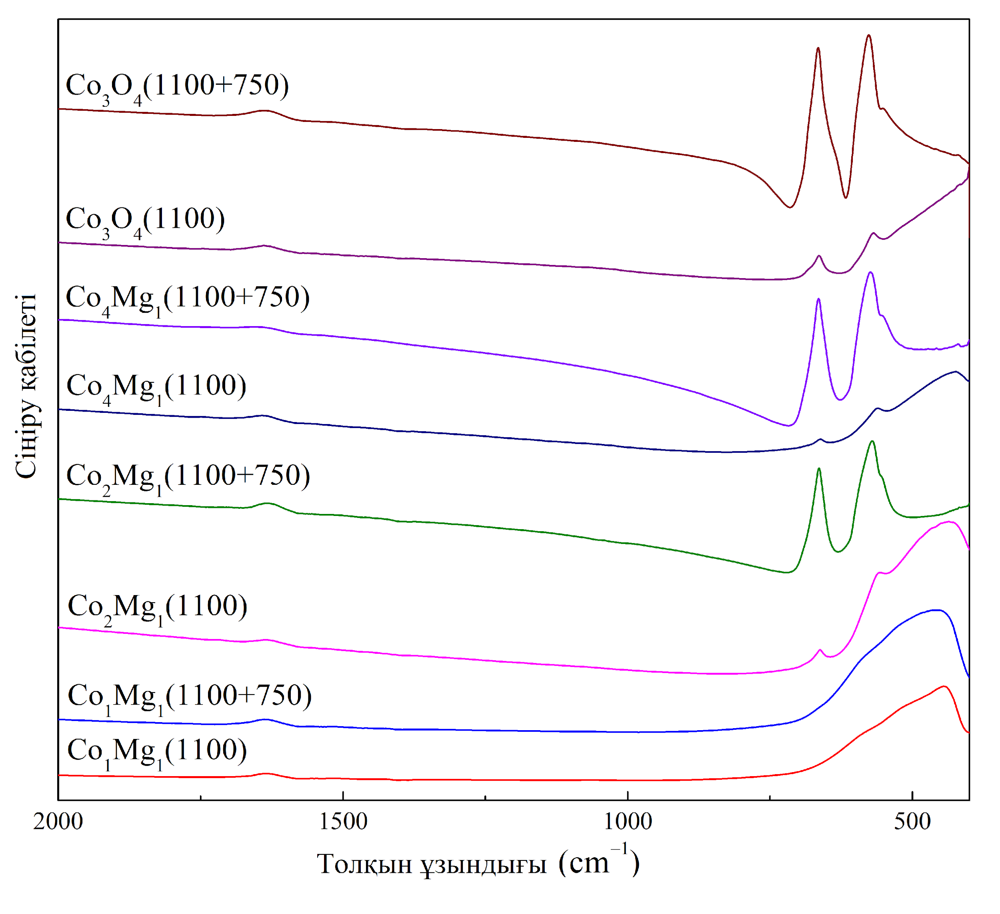 Co₃O₄(1100+750)
Co₃O₄(1100)
Co₄Mg₁(1100+750)
Co₄Mg₁(1100)
Co₂Mg₁(1100+750)
Co₂Mg₁(1100)
Co₁Mg₁(1100+750)
Co₁Mg₁(1100)
Сіңіру қабілеті
2000 1500 1000 500
Толқын ұзындығы (cm⁻¹)